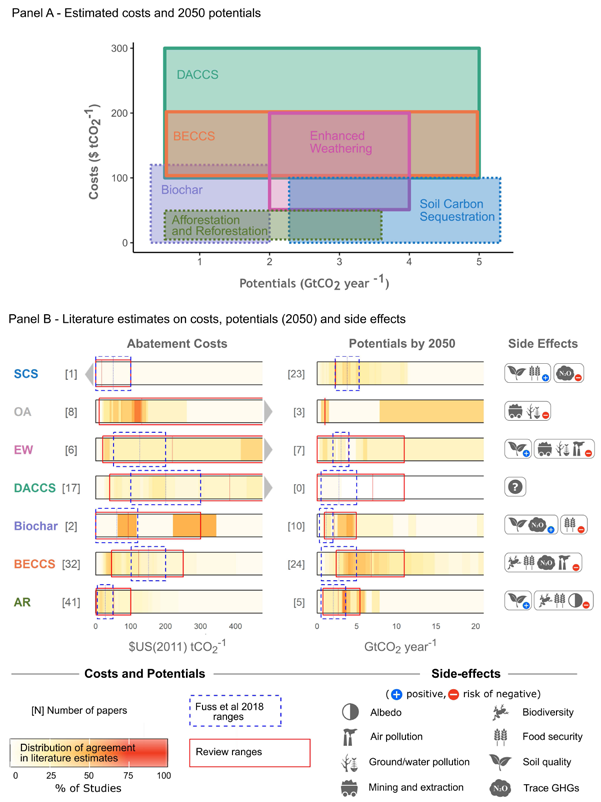 Panel A - Estimated costs and 2050 potentials
Costs ($ tCO2⁻¹)
300
200
100
0
DACCS
BECCS
Enhanced
Weathering
Biochar
Soil Carbon
Sequestration
Afforestation
and Reforestation
1 2 3 4 5
Potentials (GtCO2 year ⁻¹)
Panel B - Literature estimates on costs, potentials (2050) and side effects
Abatement Costs Potentials by 2050 Side Effects
SCS [1] [23]
N₂O
OA [8] [3]
EW [6] [7]
DACCS [17] [0] ?
Biochar [2] [10] N₂O
BECCS [32] [24] N₂O
AR [41] [5]
0 100 200 300 400 0 5 10 15 20
$US(2011) tCO2⁻¹ GtCO2 year⁻¹
Costs and Potentials Side-effects
(+ positive, − risk of negative)
[N] Number of papers
Fuss et al 2018
ranges
Albedo Biodiversity
Air pollution Food security
Distribution of agreement
in literature estimates
Review ranges
Ground/water pollution Soil quality
0 25 50 75 100
Mining and extraction N₂O Trace GHGs
% of Studies